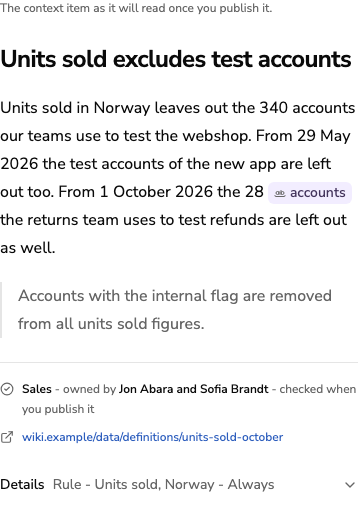 The context item as it will read once you publish it.
Units sold excludes test accounts
Units sold in Norway leaves out the 340 accounts
our teams use to test the webshop. From 29 May
2026 the test accounts of the new app are left
out too. From 1 October 2026 the 28 accounts
the returns team uses to test refunds are left out
as well.
Accounts with the internal flag are removed
from all units sold figures.
Sales - owned by Jon Abara and Sofia Brandt - checked when
you publish it
wiki.example/data/definitions/units-sold-october
Details Rule - Units sold, Norway - Always